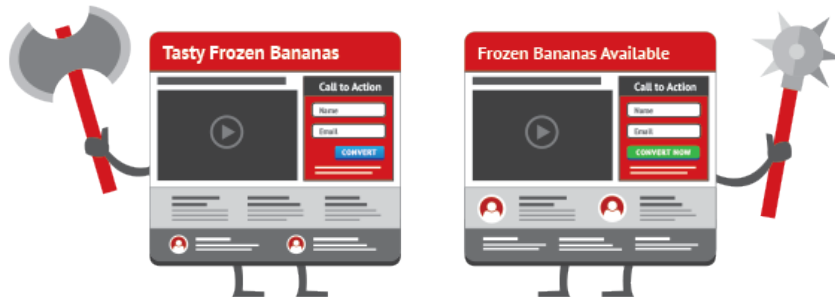 Tasty Frozen Bananas
Call to Action
Name
Email
CONVERT
Frozen Bananas Available
Call to Action
Name
Email
CONVERT NOW